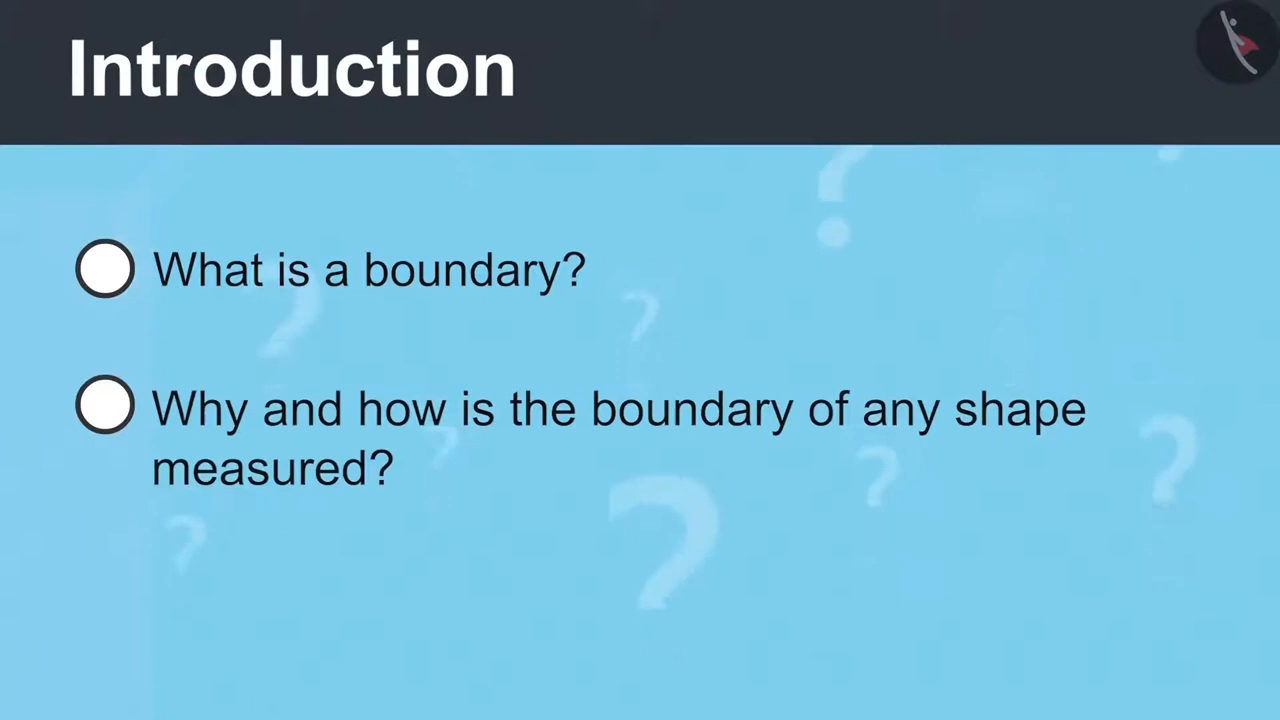 Introduction
What is a boundary?
Why and how is the boundary of any shape
measured?